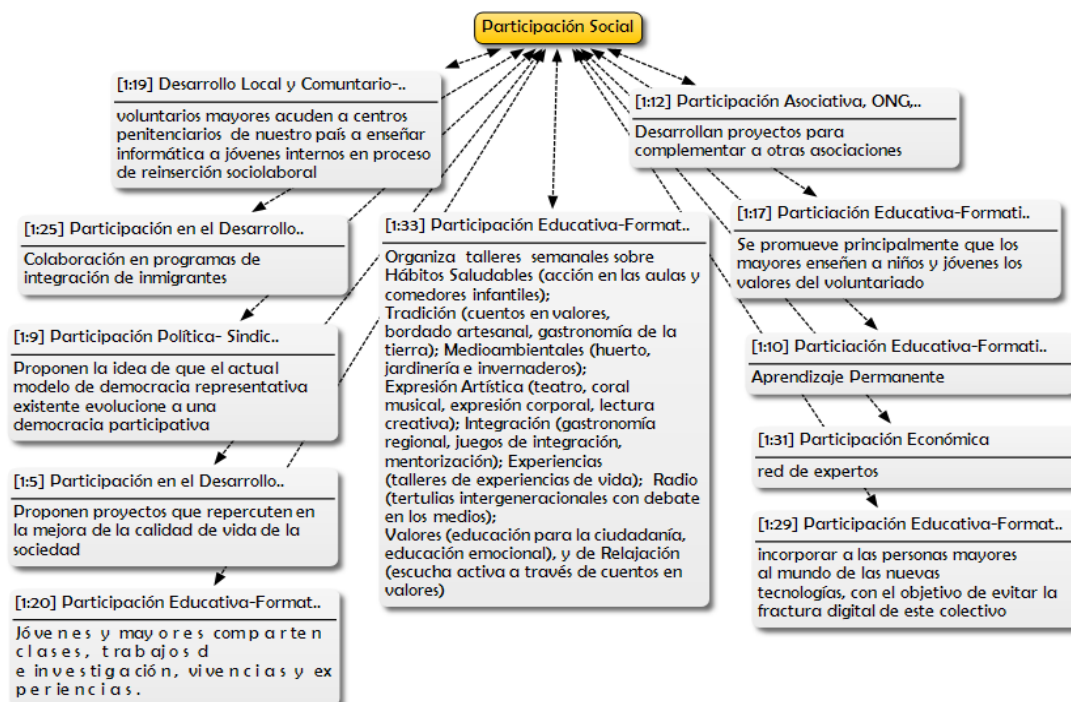 Participación Social
[1:19] Desarrollo Local y Comuntario-..
voluntarios mayores acuden a centros
penitenciarios de nuestro país a enseñar
informática a jóvenes internos en proceso
de reinserción sociolaboral
[1:12] Participación Asociativa, ONG,..
Desarrollan proyectos para
complementar a otras asociaciones
[1:25] Participación en el Desarrollo..
Colaboración en programas de
integración de inmigrantes
[1:33] Participación Educativa-Format..
Organiza talleres semanales sobre
Hábitos Saludables (acción en las aulas y
comedores infantiles);
Tradición (cuentos en valores,
bordado artesanal, gastronomía de la
tierra); Medioambientales (huerto,
jardinería e invernaderos);
Expresión Artística (teatro, coral
musical, expresión corporal, lectura
creativa); Integración (gastronomía
regional, juegos de integración,
mentorización); Experiencias
(talleres de experiencias de vida); Radio
(tertulias intergeneracionales con debate
en los medios);
Valores (educación para la ciudadanía,
educación emocional), y de Relajación
(escucha activa a través de cuentos en
valores)
[1:17] Particiación Educativa-Formati..
Se promueve principalmente que los
mayores enseñen a niños y jóvenes los
valores del voluntariado
[1:9] Participación Política- Sindic..
Proponen la idea de que el actual
modelo de democracia representativa
existente evolucione a una
democracia participativa
[1:10] Particiación Educativa-Formati..
Aprendizaje Permanente
[1:31] Participación Económica
red de expertos
[1:5] Participación en el Desarrollo..
Proponen proyectos que repercuten en
la mejora de la calidad de vida de la
sociedad
[1:29] Participación Educativa-Format..
incorporar a las personas mayores
al mundo de las nuevas
tecnologías, con el objetivo de evitar la
fractura digital de este colectivo
[1:20] Participación Educativa-Format..
Jóvenes y mayores comparten
clases, trabajos d
e investigación, vivencias y ex
periencias.